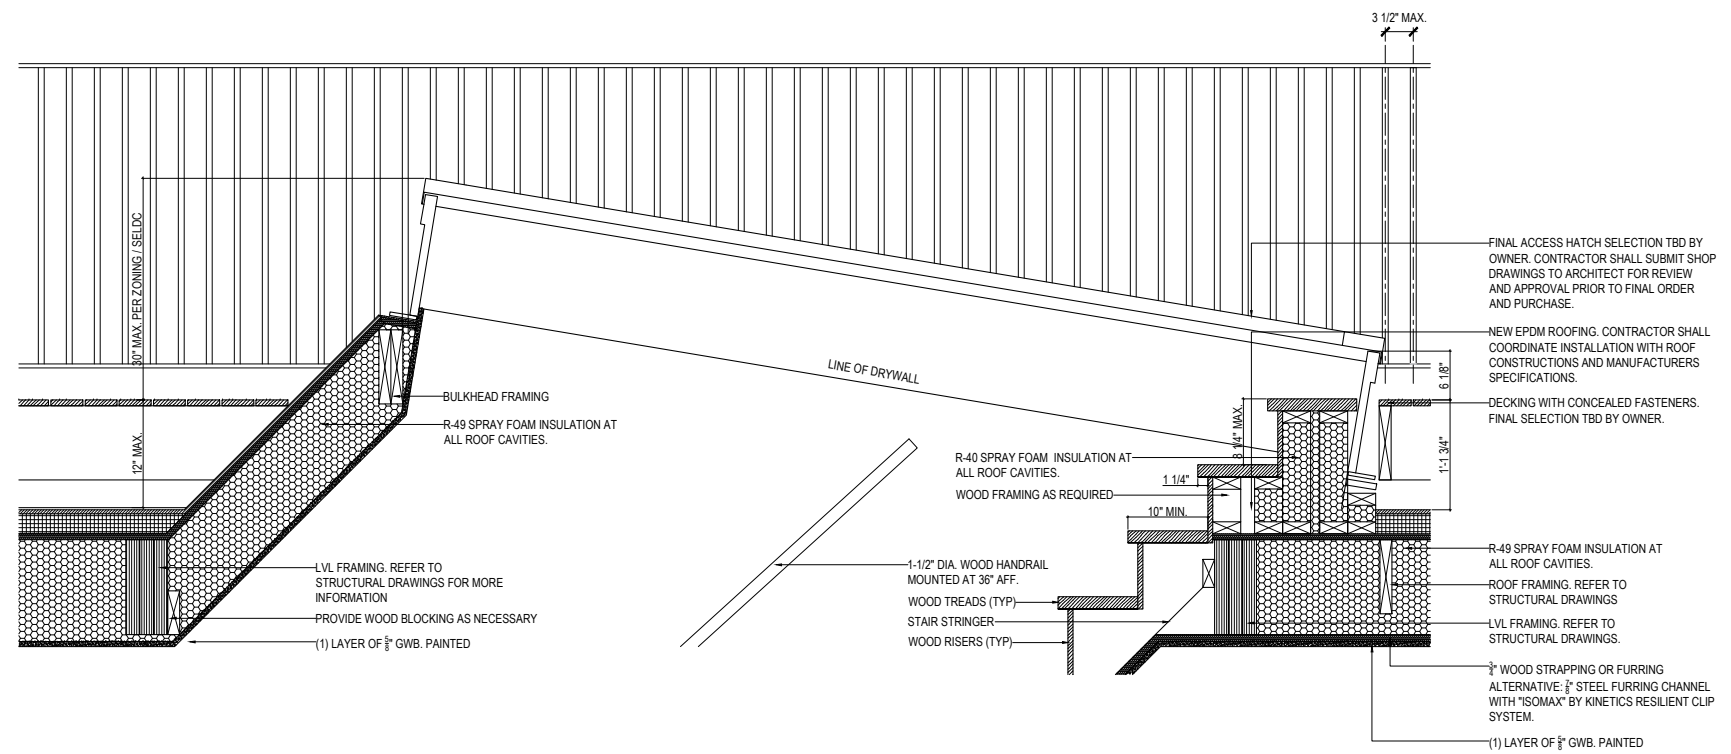 3 1/2" MAX.
30" MAX. PER ZONING / SELDC
12" MAX.
LINE OF DRYWALL
BULKHEAD FRAMING
R-49 SPRAY FOAM INSULATION AT
ALL ROOF CAVITIES.
LVL FRAMING. REFER TO
STRUCTURAL DRAWINGS FOR MORE
INFORMATION
PROVIDE WOOD BLOCKING AS NECESSARY
(1) LAYER OF 5/8" GWB. PAINTED
8 1/4" MAX.
R-40 SPRAY FOAM INSULATION AT
ALL ROOF CAVITIES.
1 1/4"
WOOD FRAMING AS REQUIRED
10" MIN.
1-1/2" DIA. WOOD HANDRAIL
MOUNTED AT 36" AFF.
WOOD TREADS (TYP)
STAIR STRINGER
WOOD RISERS (TYP)
6 1/8"
1'-1 3/4"
FINAL ACCESS HATCH SELECTION TBD BY
OWNER. CONTRACTOR SHALL SUBMIT SHOP
DRAWINGS TO ARCHITECT FOR REVIEW
AND APPROVAL PRIOR TO FINAL ORDER
AND PURCHASE.
NEW EPDM ROOFING. CONTRACTOR SHALL
COORDINATE INSTALLATION WITH ROOF
CONSTRUCTIONS AND MANUFACTURERS
SPECIFICATIONS.
DECKING WITH CONCEALED FASTENERS.
FINAL SELECTION TBD BY OWNER.
R-49 SPRAY FOAM INSULATION AT
ALL ROOF CAVITIES.
ROOF FRAMING. REFER TO
STRUCTURAL DRAWINGS
LVL FRAMING. REFER TO
STRUCTURAL DRAWINGS.
3/4" WOOD STRAPPING OR FURRING
ALTERNATIVE: 7/8" STEEL FURRING CHANNEL
WITH "ISOMAX" BY KINETICS RESILIENT CLIP
SYSTEM.
(1) LAYER OF 5/8" GWB. PAINTED